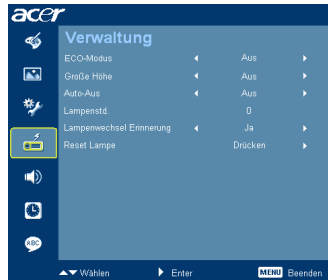 acer
Verwaltung
ECO-Modus Aus
Große Höhe Aus
Auto-Aus Aus
Lampenstd. 0
Lampenwechsel Erinnerung Ja
Reset Lampe Drücken
ABC
Wählen Enter MENU Beenden